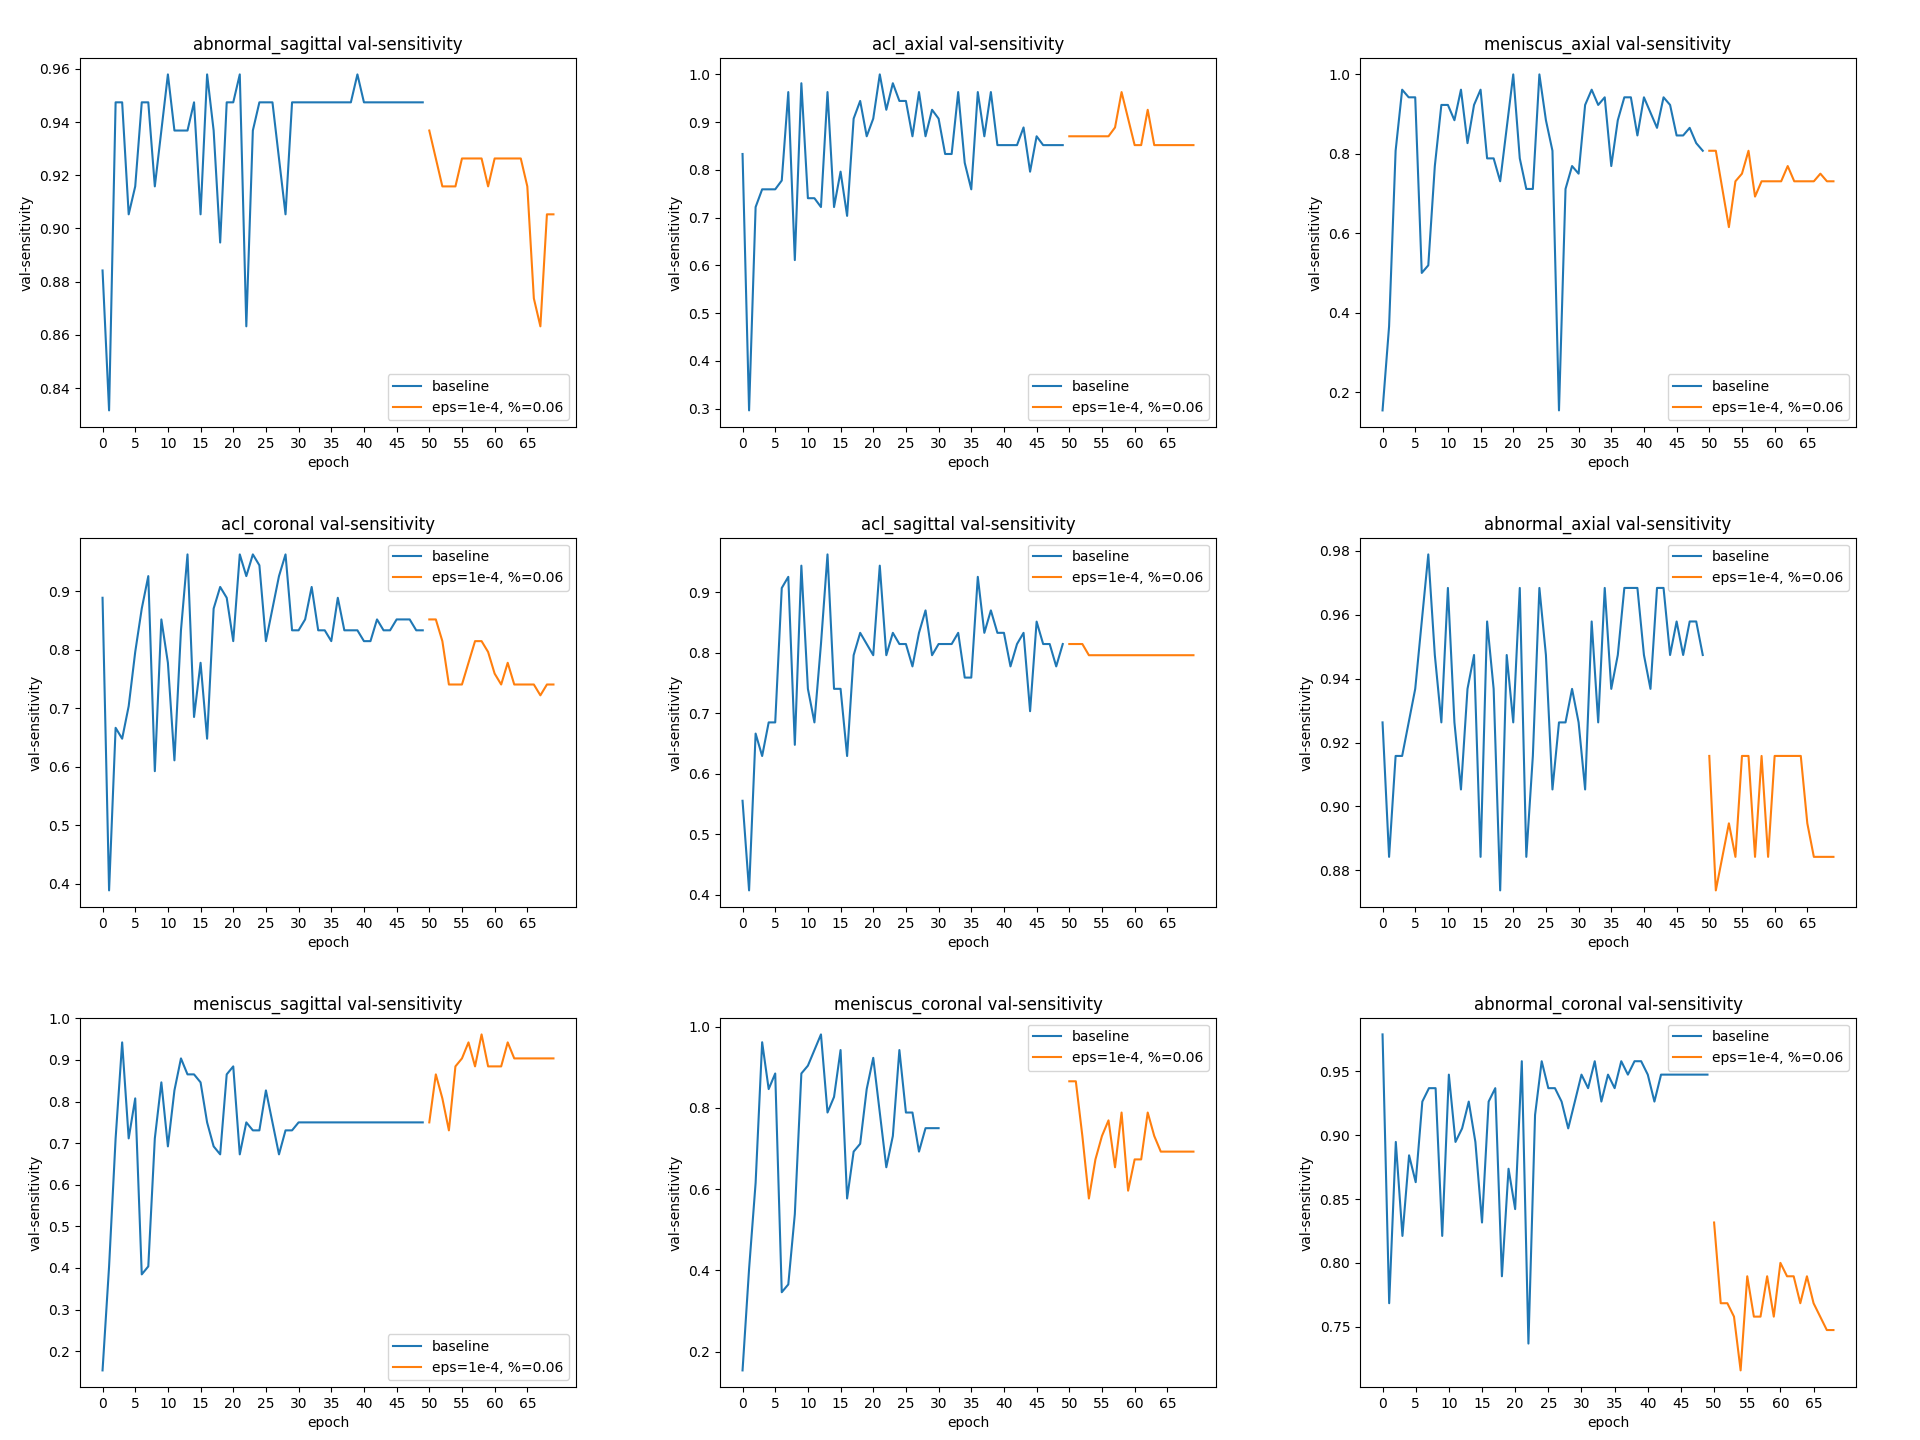 abnormal_sagittal val-sensitivity
val-sensitivity
0.96
0.94
0.92
0.90
0.88
0.86
0.84
baseline
eps=1e-4, %=0.06
0 5 10 15 20 25 30 35 40 45 50 55 60 65
epoch
acl_axial val-sensitivity
val-sensitivity
1.0
0.9
0.8
0.7
0.6
0.5
0.4
0.3
baseline
eps=1e-4, %=0.06
0 5 10 15 20 25 30 35 40 45 50 55 60 65
epoch
meniscus_axial val-sensitivity
val-sensitivity
1.0
0.8
0.6
0.4
0.2
baseline
eps=1e-4, %=0.06
0 5 10 15 20 25 30 35 40 45 50 55 60 65
epoch
acl_coronal val-sensitivity
val-sensitivity
baseline
eps=1e-4, %=0.06
0.9
0.8
0.7
0.6
0.5
0.4
0 5 10 15 20 25 30 35 40 45 50 55 60 65
epoch
acl_sagittal val-sensitivity
val-sensitivity
baseline
eps=1e-4, %=0.06
0.9
0.8
0.7
0.6
0.5
0.4
0 5 10 15 20 25 30 35 40 45 50 55 60 65
epoch
abnormal_axial val-sensitivity
val-sensitivity
baseline
eps=1e-4, %=0.06
0.98
0.96
0.94
0.92
0.90
0.88
0 5 10 15 20 25 30 35 40 45 50 55 60 65
epoch
meniscus_sagittal val-sensitivity
val-sensitivity
1.0
0.9
0.8
0.7
0.6
0.5
0.4
0.3
0.2
baseline
eps=1e-4, %=0.06
0 5 10 15 20 25 30 35 40 45 50 55 60 65
epoch
meniscus_coronal val-sensitivity
val-sensitivity
baseline
eps=1e-4, %=0.06
1.0
0.8
0.6
0.4
0.2
0 5 10 15 20 25 30 35 40 45 50 55 60 65
epoch
abnormal_coronal val-sensitivity
val-sensitivity
baseline
eps=1e-4, %=0.06
0.95
0.90
0.85
0.80
0.75
0 5 10 15 20 25 30 35 40 45 50 55 60 65
epoch